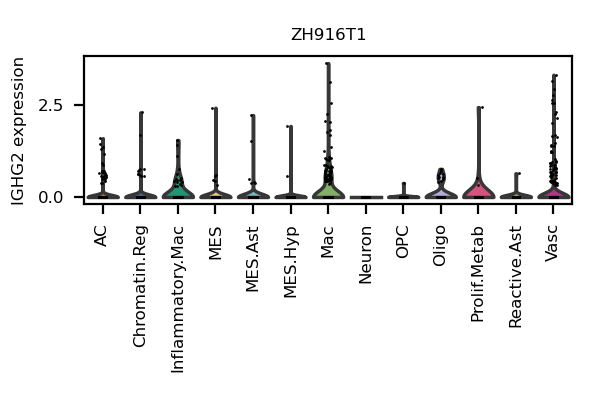 ZH916T1
IGHG2 expression
2.5
0.0
AC
Chromatin.Reg
Inflammatory.Mac
MES
MES.Ast
MES.Hyp
Mac
Neuron
OPC
Oligo
Prolif.Metab
Reactive.Ast
Vasc